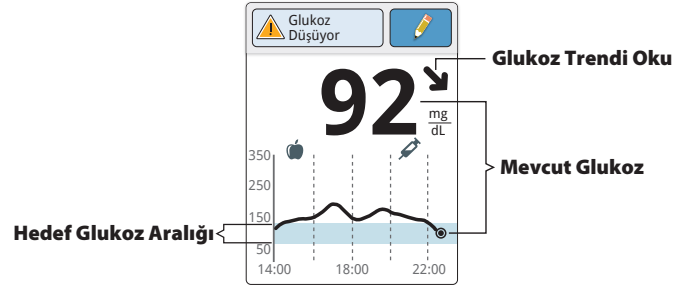 Glukoz
Düşüyor
Glukoz Trendi Oku
92
mg
dL
Mevcut Glukoz
350
250
150
50
Hedef Glukoz Aralığı
14:00 18:00 22:00